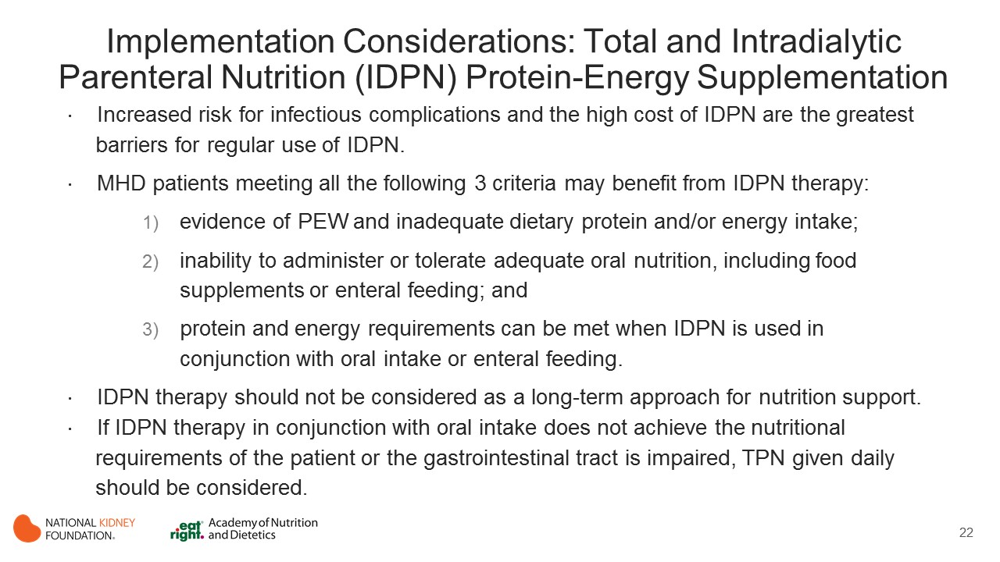 Implementation Considerations: Total and Intradialytic
Parenteral Nutrition (IDPN) Protein-Energy Supplementation
· Increased risk for infectious complications and the high cost of IDPN are the greatest
barriers for regular use of IDPN.
· MHD patients meeting all the following 3 criteria may benefit from IDPN therapy:
1) evidence of PEW and inadequate dietary protein and/or energy intake;
2) inability to administer or tolerate adequate oral nutrition, including food
supplements or enteral feeding; and
3) protein and energy requirements can be met when IDPN is used in
conjunction with oral intake or enteral feeding.
· IDPN therapy should not be considered as a long-term approach for nutrition support.
· If IDPN therapy in conjunction with oral intake does not achieve the nutritional
requirements of the patient or the gastrointestinal tract is impaired, TPN given daily
should be considered.
NATIONAL KIDNEY
FOUNDATION®
eat®
right.
Academy of Nutrition
and Dietetics
22